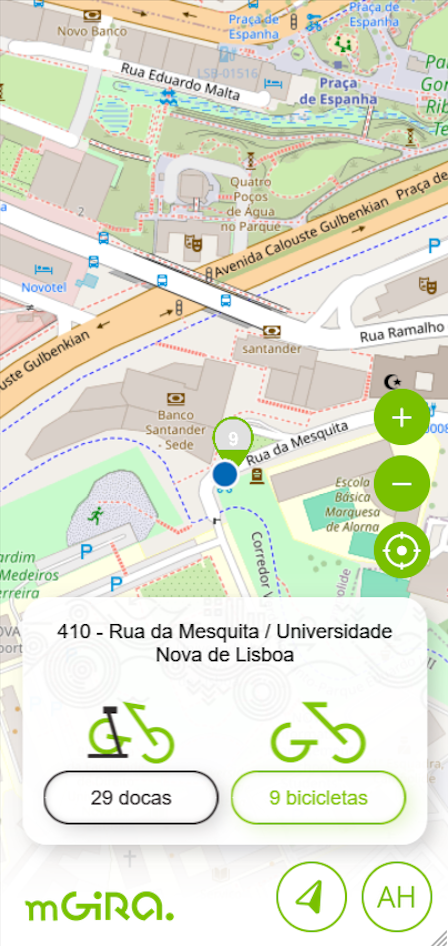 Novo Banco
Praça de
Espanha
Praça de
Espanha
LSB-01516
Rua Eduardo Malta
Praça
de Espanha
Quatro
Poços
de Água
no Parque
2
Avenida Calouste Gulbenkian
Praça de
Novotel
P
santander
Rua Ramalho
uste Gulbenkian
Banco
Santander
- Sede
+
9
Rua da Mesquita
−
Escola
Básica
Marquesa
de Alorna
P
P
ardim
Medeiros
erreira
Corredor V
olide
410 - Rua da Mesquita / Universidade
Nova de Lisboa
29 docas
9 bicicletas
mGiRa.
AH